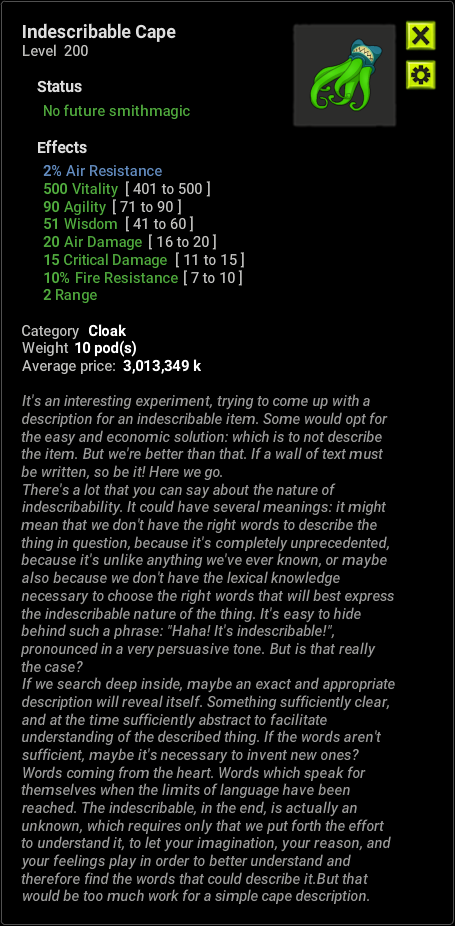 Indescribable Cape
Level 200
Status
No future smithmagic
Effects
2% Air Resistance
500 Vitality [ 401 to 500 ]
90 Agility [ 71 to 90 ]
51 Wisdom [ 41 to 60 ]
20 Air Damage [ 16 to 20 ]
15 Critical Damage [ 11 to 15 ]
10% Fire Resistance [ 7 to 10 ]
2 Range
Category Cloak
Weight 10 pod(s)
Average price: 3,013,349 k
It's an interesting experiment, trying to come up with a
description for an indescribable item. Some would opt for
the easy and economic solution: which is to not describe
the item. But we're better than that. If a wall of text must
be written, so be it! Here we go.
There's a lot that you can say about the nature of
indescribability. It could have several meanings: it might
mean that we don't have the right words to describe the
thing in question, because it's completely unprecedented,
because it's unlike anything we've ever known, or maybe
also because we don't have the lexical knowledge
necessary to choose the right words that will best express
the indescribable nature of the thing. It's easy to hide
behind such a phrase: "Haha! It's indescribable!",
pronounced in a very persuasive tone. But is that really
the case?
If we search deep inside, maybe an exact and appropriate
description will reveal itself. Something sufficiently clear,
and at the time sufficiently abstract to facilitate
understanding of the described thing. If the words aren't
sufficient, maybe it's necessary to invent new ones?
Words coming from the heart. Words which speak for
themselves when the limits of language have been
reached. The indescribable, in the end, is actually an
unknown, which requires only that we put forth the effort
to understand it, to let your imagination, your reason, and
your feelings play in order to better understand and
therefore find the words that could describe it.But that
would be too much work for a simple cape description.